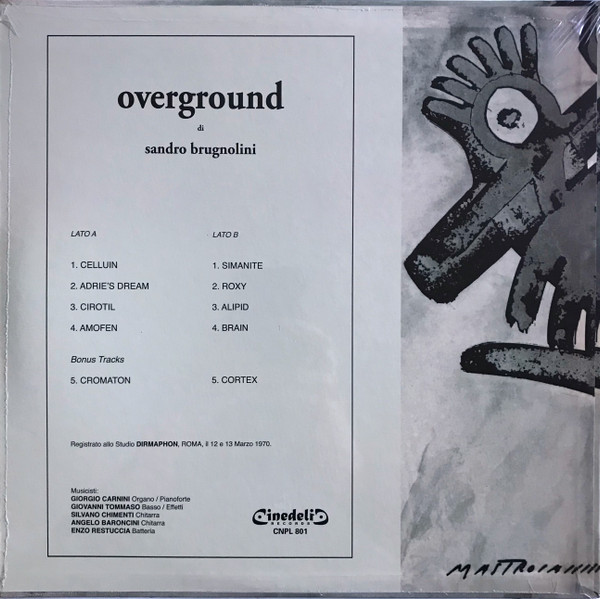 overground
di
sandro brugnolini
LATO A
1. CELLUIN
2. ADRIE'S DREAM
3. CIROTIL
4. AMOFEN
Bonus Tracks
5. CROMATON
LATO B
1. SIMANITE
2. ROXY
3. ALIPID
4. BRAIN
5. CORTEX
Registrato allo Studio DIRMAPHON, ROMA, il 12 e 13 Marzo 1970.
Musicisti:
GIORGIO CARNINI Organo / Pianoforte
GIOVANNI TOMMASO Basso / Effetti
SILVANO CHIMENTI Chitarra
ANGELO BARONCINI Chitarra
ENZO RESTUCCIA Batteria
Cinedelic
RECORDS
CNPL 801